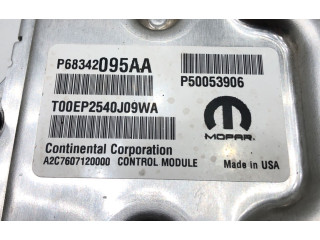 P68342095AA
P50053906
T00EP2540J09WA
MOPAR
Continental Corporation
A2C7607120000 CONTROL MODULE
Made in USA